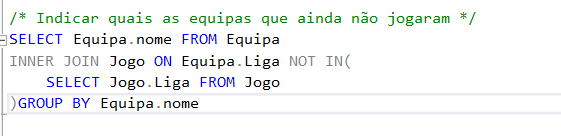 /* Indicar quais as equipas que ainda não jogaram */
SELECT Equipa.nome FROM Equipa
INNER JOIN Jogo ON Equipa.Liga NOT IN(
    SELECT Jogo.Liga FROM Jogo
)GROUP BY Equipa.nome